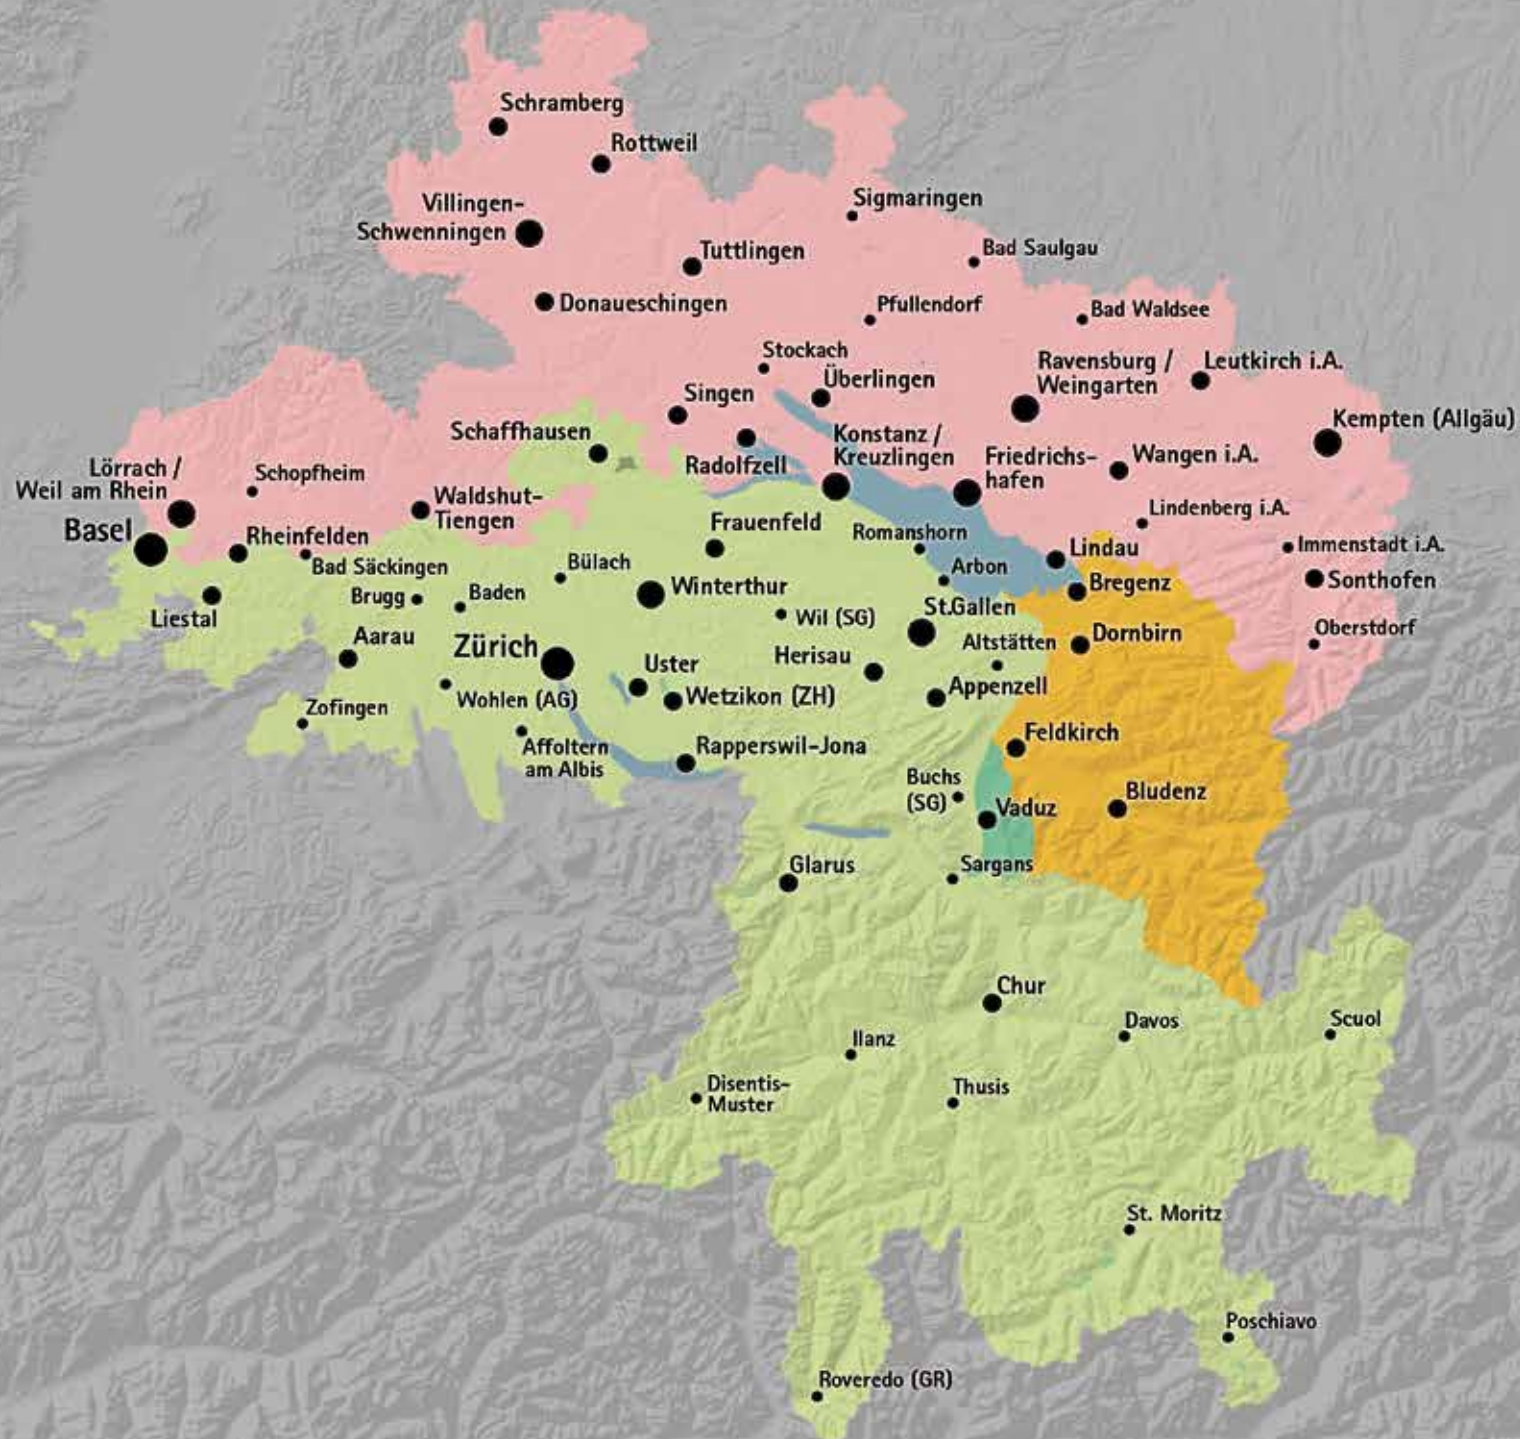 Schramberg
Rottweil
Villingen-
Schwenningen
Sigmaringen
Tuttlingen
Bad Saulgau
Donaueschingen
Pfullendorf
Bad Waldsee
Stockach
Ravensburg /
Weingarten
Leutkirch i.A.
Überlingen
Singen
Kempten (Allgäu)
Schaffhausen
Konstanz /
Kreuzlingen
Radolfzell
Friedrichs-
hafen
Wangen i.A.
Lörrach /
Weil am Rhein
Schopfheim
Waldshut-
Tiengen
Lindenberg i.A.
Basel
Rheinfelden
Frauenfeld
Romanshorn
Lindau
Immenstadt i.A.
Bad Säckingen
Bülach
Arbon
Bregenz
Sonthofen
Brugg
Baden
Winterthur
Liestal
Wil (SG)
St.Gallen
Aarau
Zürich
Altstätten
Dornbirn
Oberstdorf
Uster
Herisau
Appenzell
Zofingen
Wohlen (AG)
Wetzikon (ZH)
Affoltern
am Albis
Rapperswil-Jona
Feldkirch
Buchs
(SG)
Vaduz
Bludenz
Glarus
Sargans
Chur
Davos
Scuol
Ilanz
Disentis-
Muster
Thusis
St. Moritz
Poschiavo
Roveredo (GR)